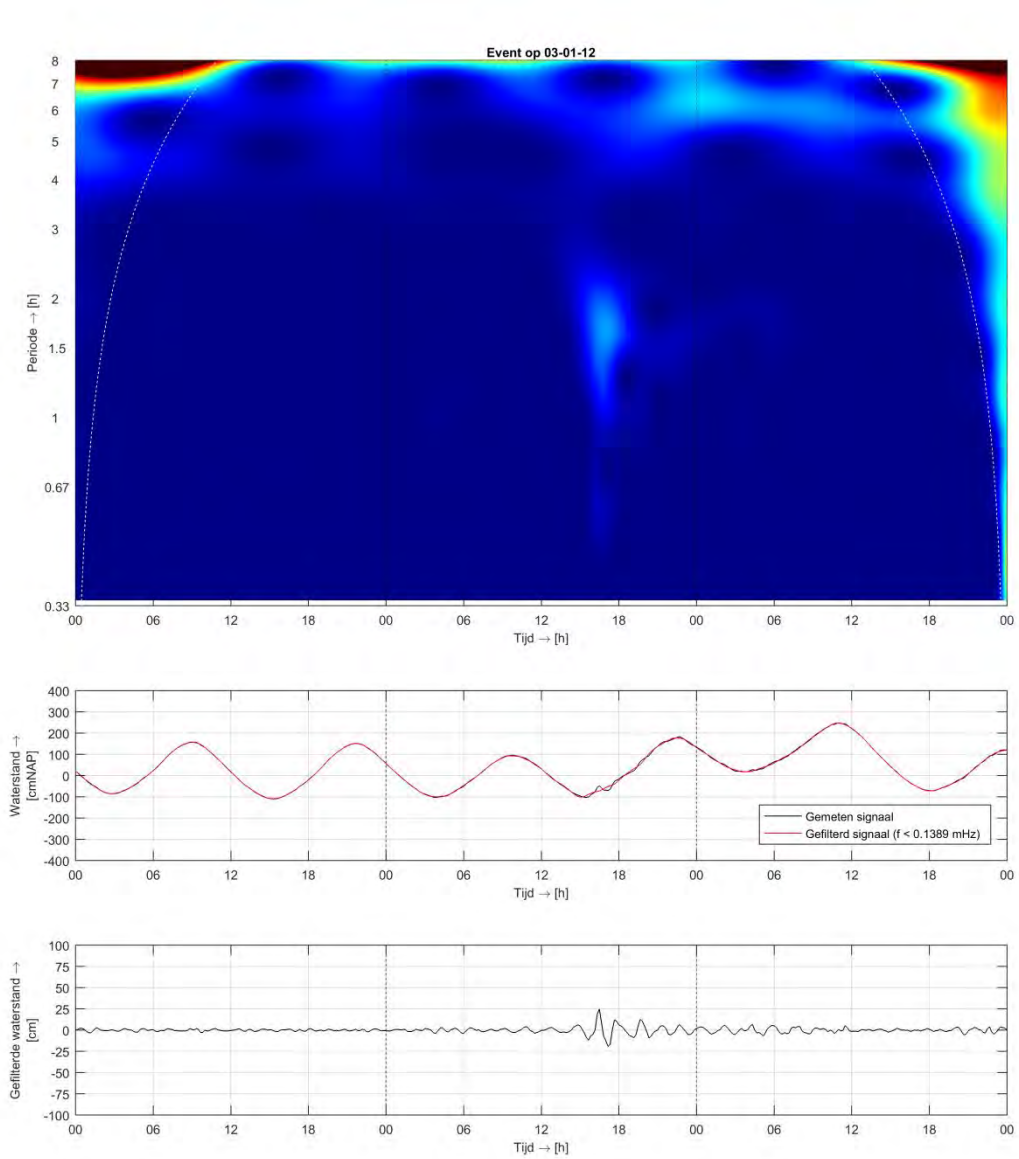 Event op 03-01-12
8
7
6
5
4
3
2
1.5
1
0.67
0.33
Periode → [h]
00 06 12 18 00 06 12 18 00 06 12 18 00
Tijd → [h]
400
300
200
100
0
-100
-200
-300
-400
Waterstand →
[cmNAP]
Gemeten signaal
Gefilterd signaal (f < 0.1389 mHz)
00 06 12 18 00 06 12 18 00 06 12 18 00
Tijd → [h]
100
75
50
25
0
-25
-50
-75
-100
Gefilterde waterstand →
[cm]
00 06 12 18 00 06 12 18 00 06 12 18 00
Tijd → [h]